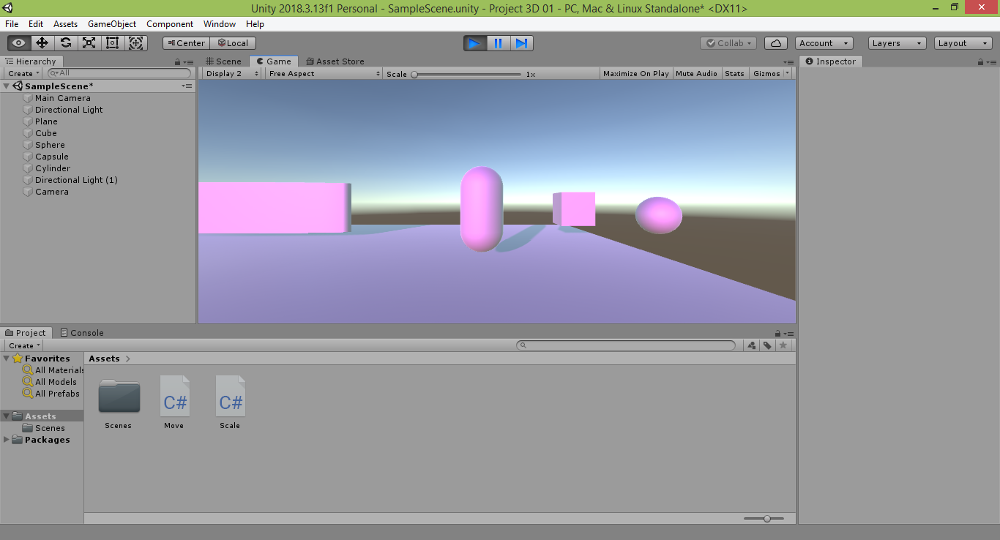 Unity 2018.3.13f1 Personal - SampleScene.unity - Project 3D 01 - PC, Mac & Linux Standalone* <DX11>
File Edit Assets GameObject Component Window Help
Center Local Collab Account Layers Layout
Hierarchy Scene Game Asset Store Inspector
Create All Display 2 Free Aspect Scale 1x Maximize On Play Mute Audio Stats Gizmos
SampleScene*
Main Camera
Directional Light
Plane
Cube
Sphere
Capsule
Cylinder
Directional Light (1)
Camera
Project Console
Create
Favorites Assets
All Materials
All Models
All Prefabs
C# C#
Assets
Scenes Move Scale
Scenes
Packages